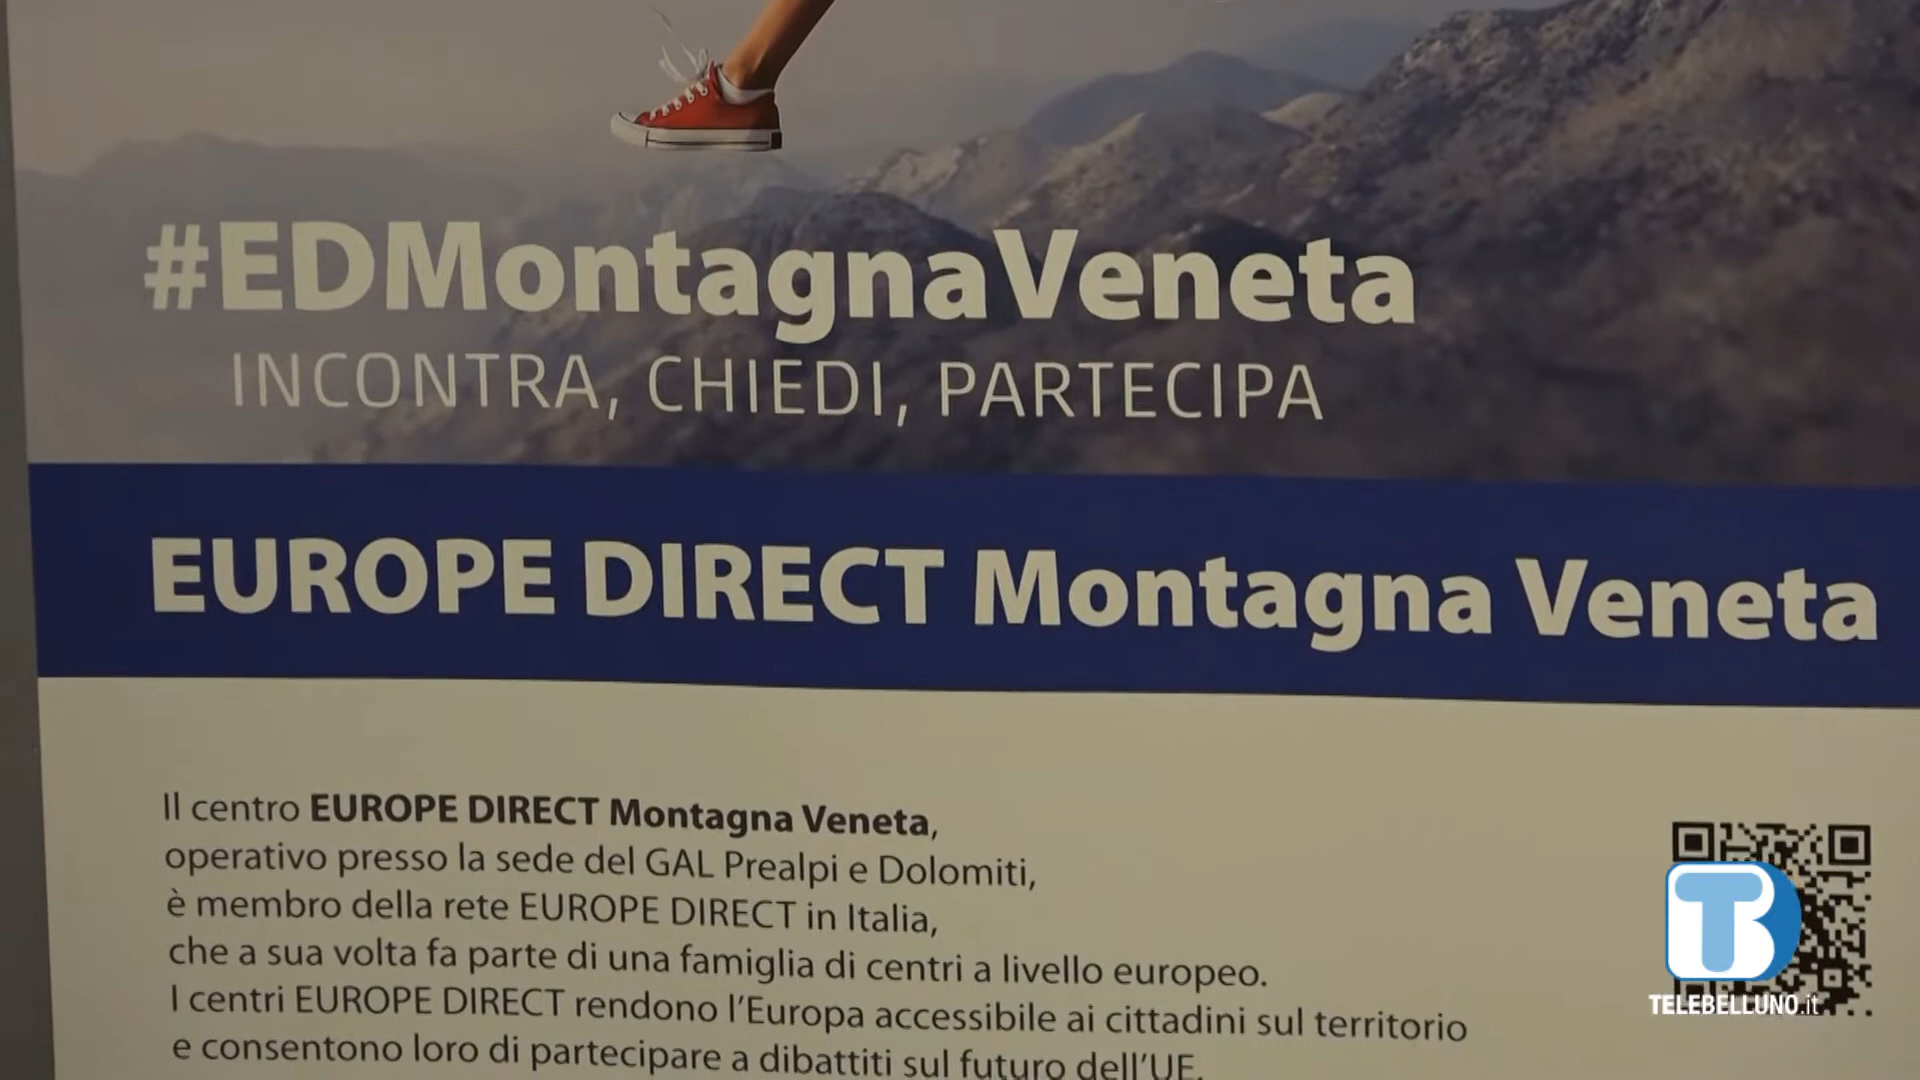 #EDMontagnaVeneta
INCONTRA, CHIEDI, PARTECIPA
EUROPE DIRECT Montagna Veneta
Il centro EUROPE DIRECT Montagna Veneta,
operativo presso la sede del GAL Prealpi e Dolomiti,
è membro della rete EUROPE DIRECT in Italia,
che a sua volta fa parte di una famiglia di centri a livello europeo.
I centri EUROPE DIRECT rendono l'Europa accessibile ai cittadini sul territorio
e consentono loro di partecipare a dibattiti sul futuro dell'UE.
TB
TELEBELLUNO.it